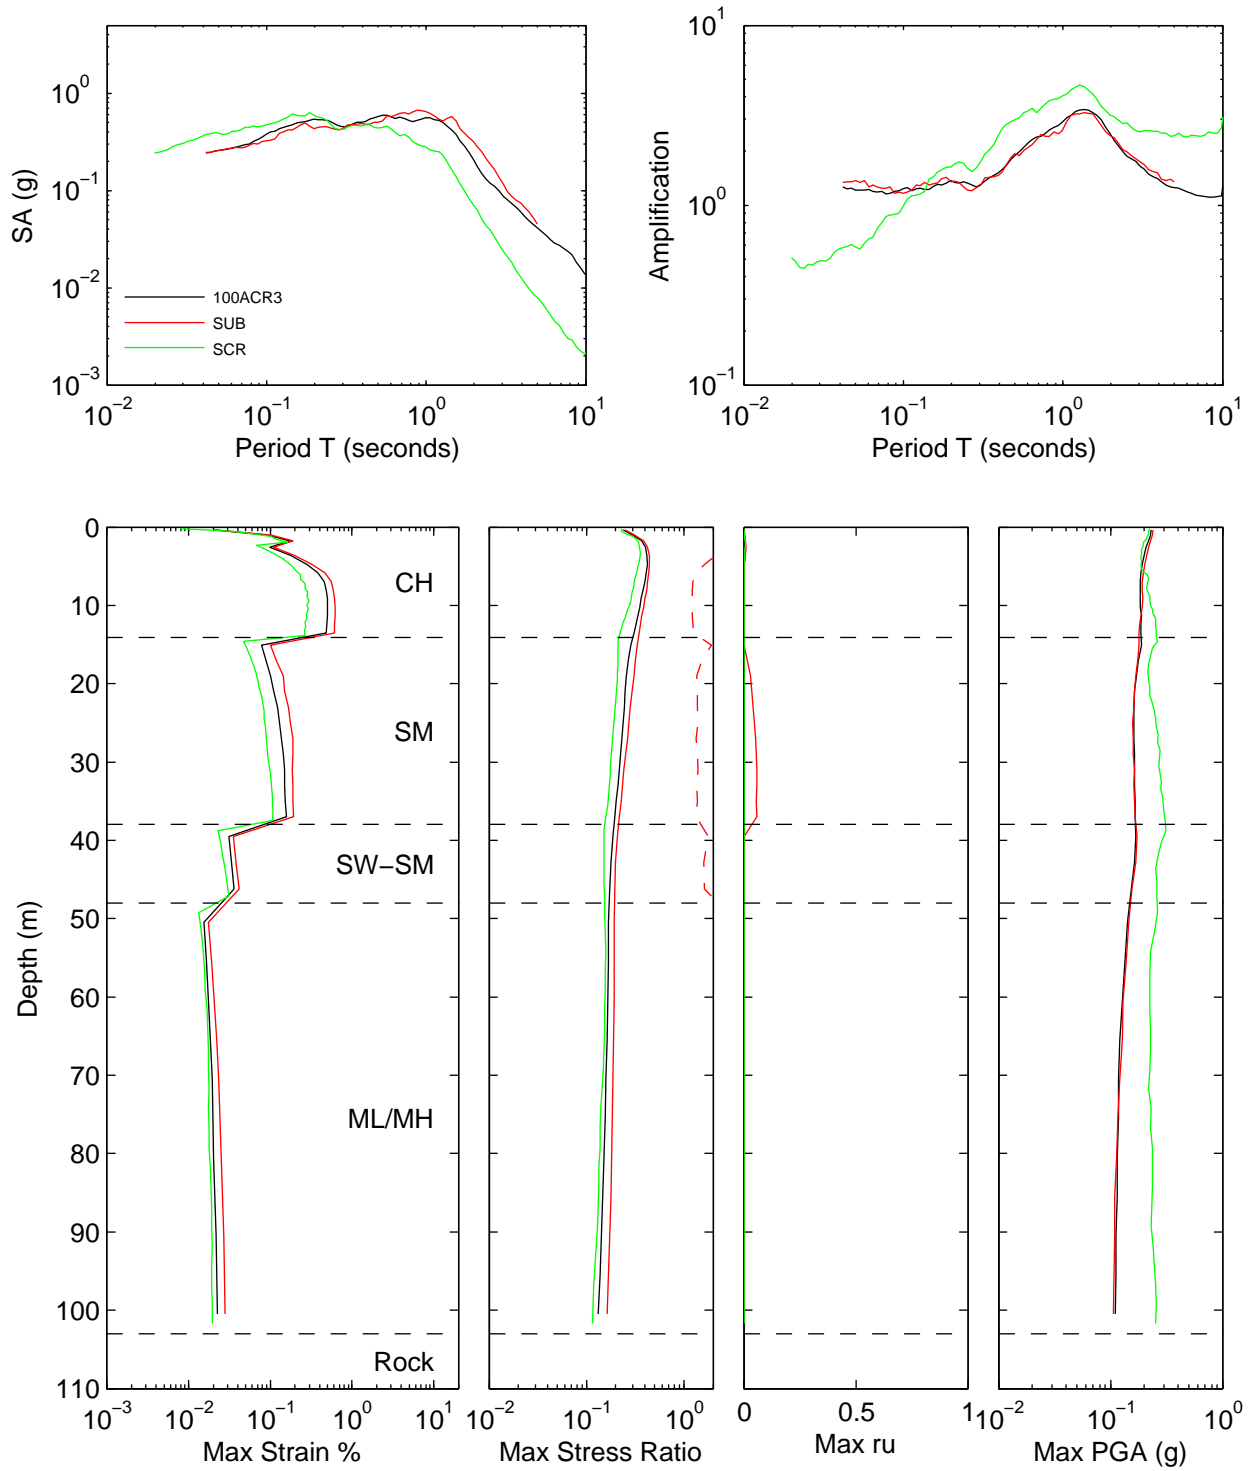 10^0
10^−1
10^−2
10^−3
SA (g)
100ACR3
SUB
SCR
10^−2
10^−1
10^0
10^1
Period T (seconds)
10^1
10^0
10^−1
Amplification
10^−2
10^−1
10^0
10^1
Period T (seconds)
0
10
20
30
40
50
60
70
80
90
100
110
Depth (m)
CH
SM
SW−SM
ML/MH
Rock
10^−3
10^−2
10^−1
10^0
10^1
Max Strain %
10^−2
10^−1
10^0
Max Stress Ratio
0
0.5
1
Max ru
10^−2
10^−1
10^0
Max PGA (g)